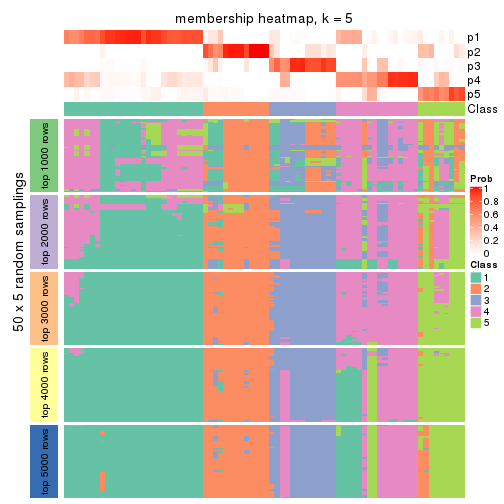 membership heatmap, k = 5
p1
p2
p3
p4
p5
Class
50 x 5 random samplings
top 1000 rows
top 2000 rows
top 3000 rows
top 4000 rows
top 5000 rows
Prob
1
0.8
0.6
0.4
0.2
0
Class
1
2
3
4
5